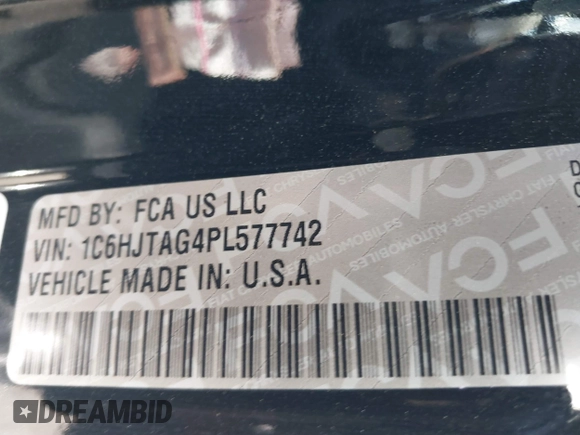 MFD BY: FCA US LLC
VIN: 1C6HJTAG4PL577742
VEHICLE MADE IN: U.S.A.
DREAMBID